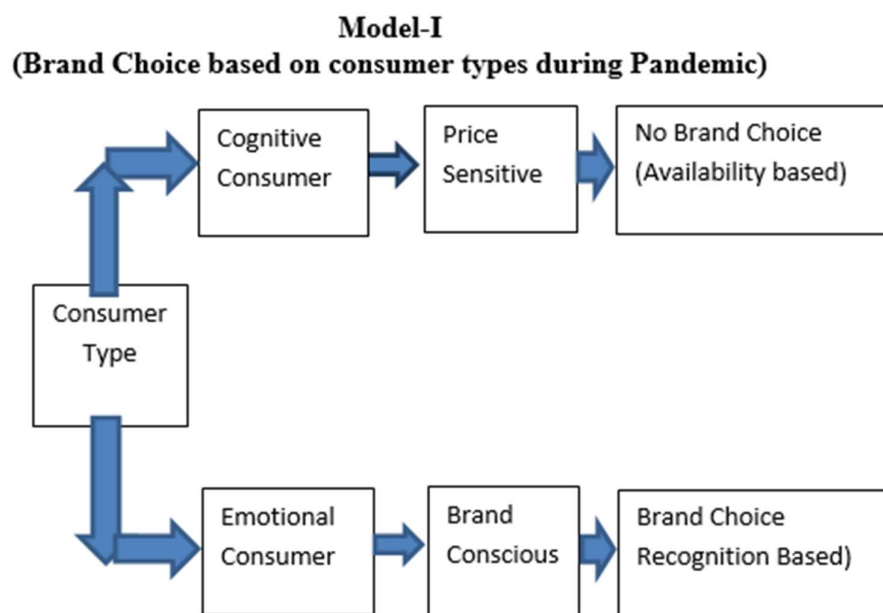 Model-I
(Brand Choice based on consumer types during Pandemic)
Cognitive
Consumer
Price
Sensitive
No Brand Choice
(Availability based)
Consumer
Type
Emotional
Consumer
Brand
Conscious
Brand Choice
Recognition Based)